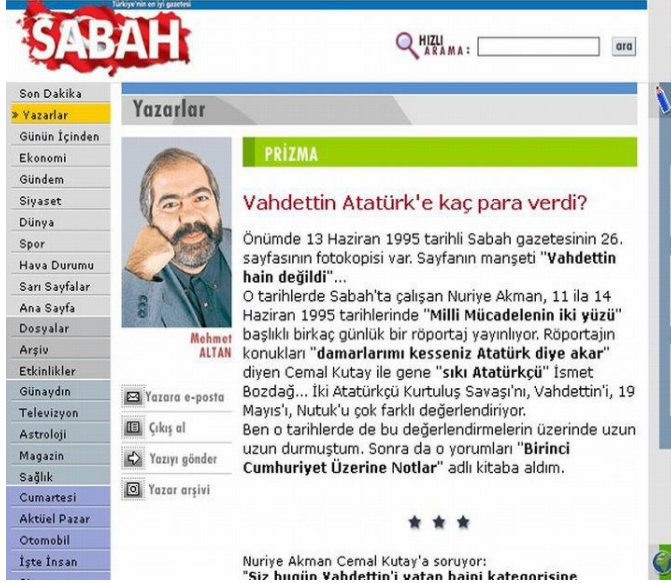 Türkiye'nin en iyi gazetesi
SABAH
HIZLI
ARAMA:
ara
Son Dakika
» Yazarlar
Günün İçinden
Ekonomi
Gündem
Siyaset
Dünya
Spor
Hava Durumu
Sarı Sayfalar
Ana Sayfa
Dosyalar
Arşiv
Etkinlikler
Günaydın
Televizyon
Astroloji
Magazin
Sağlık
Cumartesi
Aktüel Pazar
Otomobil
İşte İnsan
Yazarlar
Mehmet
ALTAN
Yazara e-posta
Çıkış al
Yazıyı gönder
Yazar arşivi
PRİZMA
Vahdettin Atatürk'e kaç para verdi?
Önümde 13 Haziran 1995 tarihli Sabah gazetesinin 26.
sayfasının fotokopisi var. Sayfanın manşeti "Vahdettin
hain değildi"...
O tarihlerde Sabah'ta çalışan Nuriye Akman, 11 ila 14
Haziran 1995 tarihlerinde "Milli Mücadelenin iki yüzü"
başlıklı birkaç günlük bir röportaj yayınlıyor. Röportajın
konukları "damarlarımı kesseniz Atatürk diye akar"
diyen Cemal Kutay ile gene "sıkı Atatürkçü" İsmet
Bozdağ... İki Atatürkçü Kurtuluş Savaşı'nı, Vahdettin'i, 19
Mayıs'ı, Nutuk'u çok farklı değerlendiriyor.
Ben o tarihlerde de bu değerlendirmelerin üzerinde uzun
uzun durmuştum. Sonra da o yorumları "Birinci
Cumhuriyet Üzerine Notlar" adlı kitaba aldım.
★ ★ ★
Nuriye Akman Cemal Kutay'a soruyor:
"Siz bugün Vahdettin'i vatan haini kategorisine